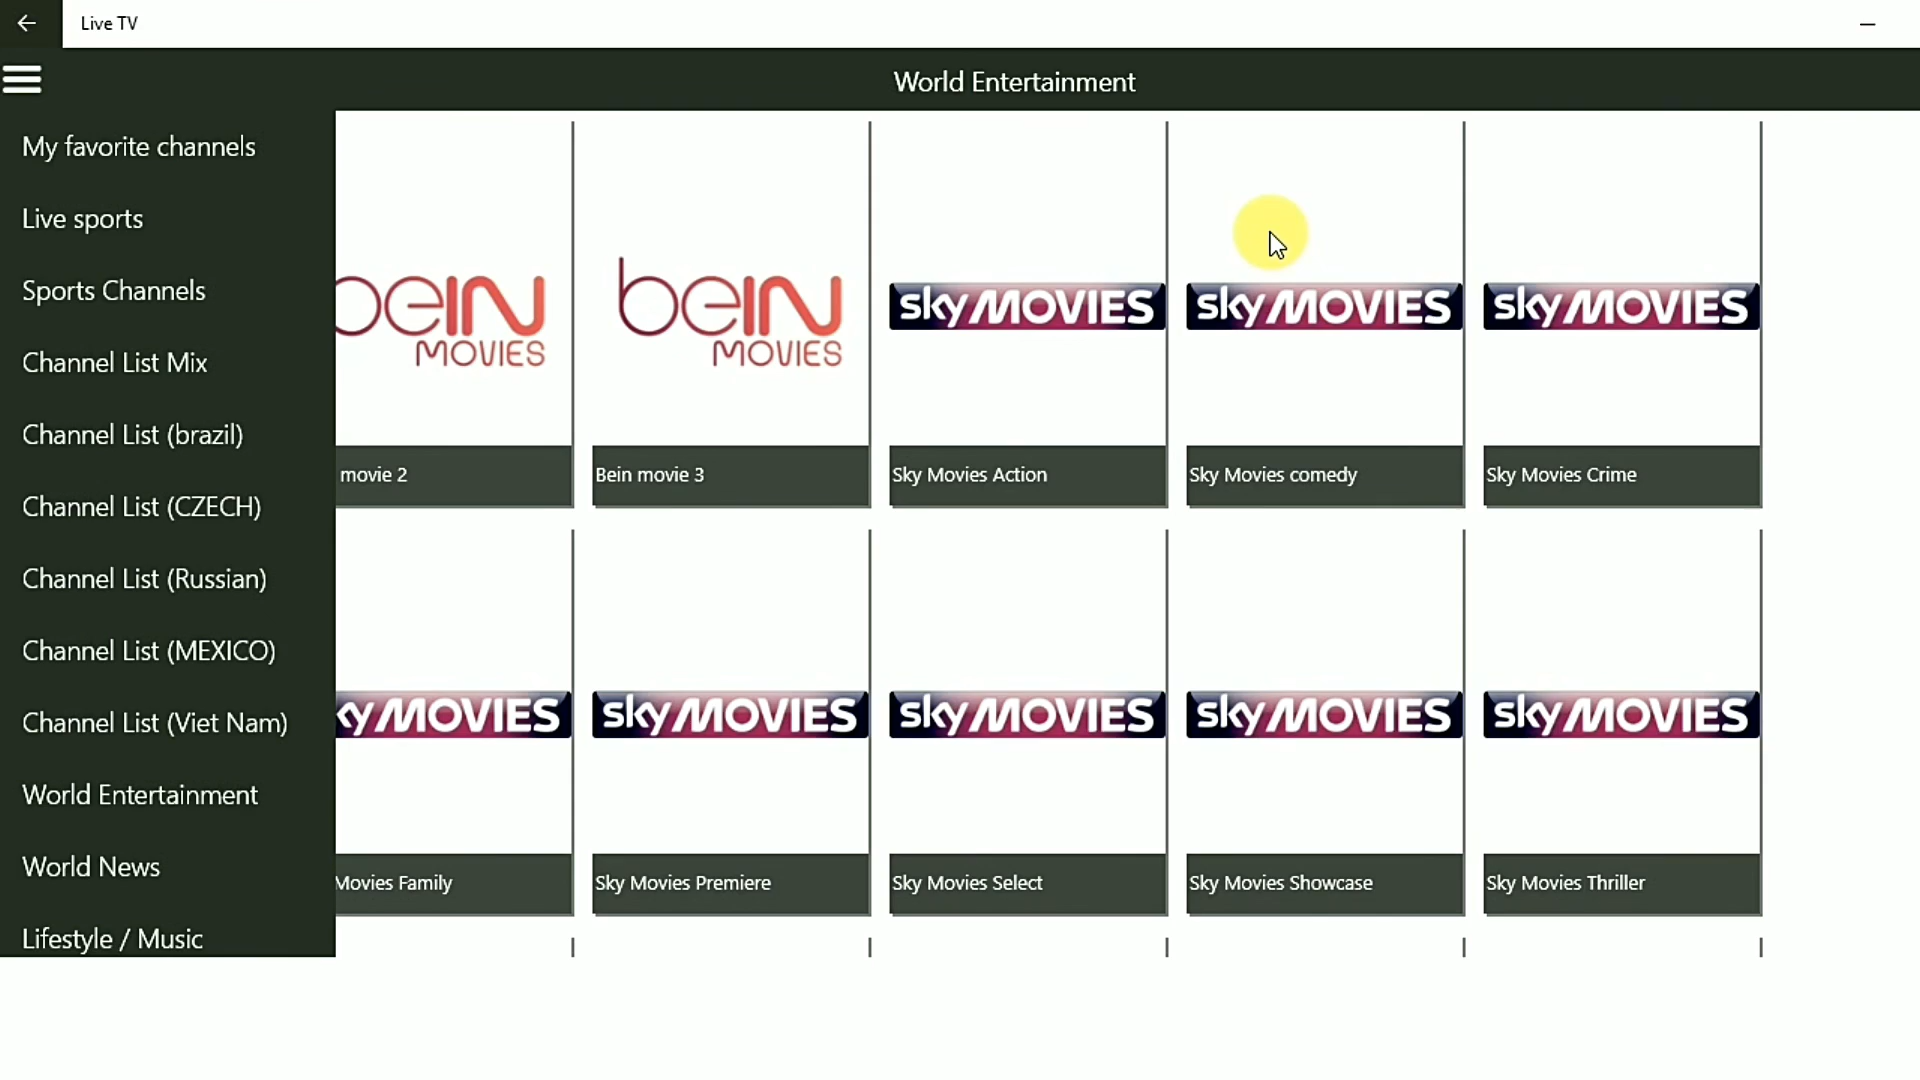 Live TV
World Entertainment
My favorite channels
Live sports
Sports Channels
Channel List Mix
Channel List (brazil)
Channel List (CZECH)
Channel List (Russian)
Channel List (MEXICO)
Channel List (Viet Nam)
World Entertainment
World News
Lifestyle / Music
beIN MOVIES
beIN MOVIES
sky MOVIES
sky MOVIES
sky MOVIES
movie 2
Bein movie 3
Sky Movies Action
Sky Movies comedy
Sky Movies Crime
ky MOVIES
sky MOVIES
sky MOVIES
sky MOVIES
sky MOVIES
Movies Family
Sky Movies Premiere
Sky Movies Select
Sky Movies Showcase
Sky Movies Thriller